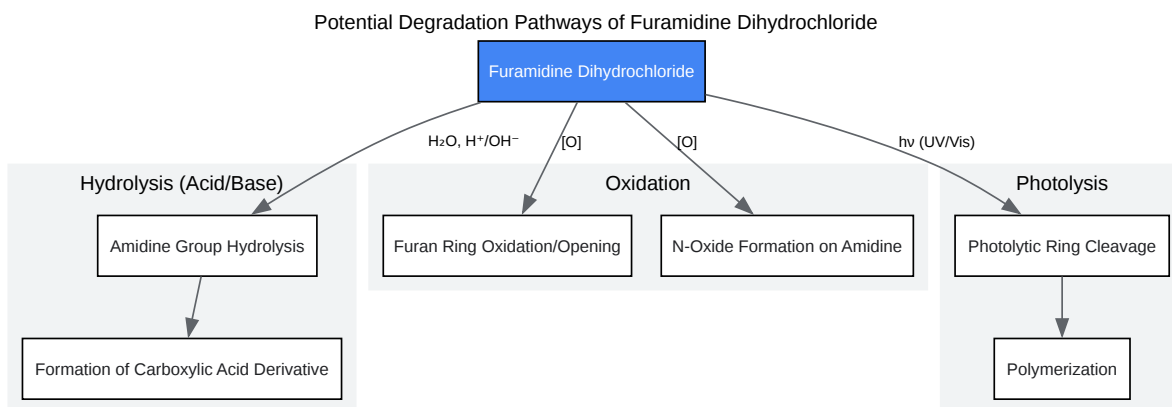 Potential Degradation Pathways of Furamidine Dihydrochloride
Furamidine Dihydrochloride
H₂O, H⁺/OH⁻
[O]
[O]
hν (UV/Vis)
Hydrolysis (Acid/Base)
Oxidation
Photolysis
Amidine Group Hydrolysis
Furan Ring Oxidation/Opening
N-Oxide Formation on Amidine
Photolytic Ring Cleavage
Formation of Carboxylic Acid Derivative
Polymerization